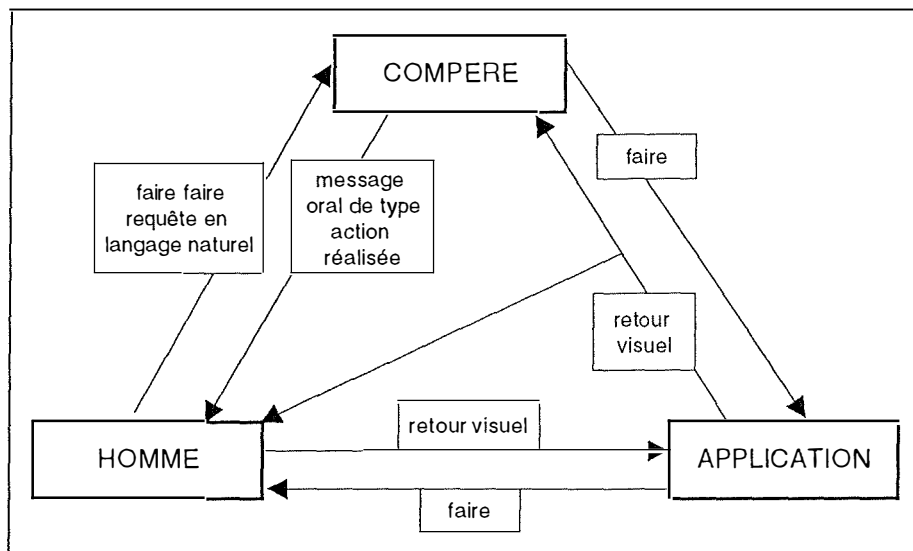 COMPERE
faire
faire faire
requête en
langage naturel
message
oral de type
action
réalisée
retour
visuel
retour visuel
HOMME
APPLICATION
faire